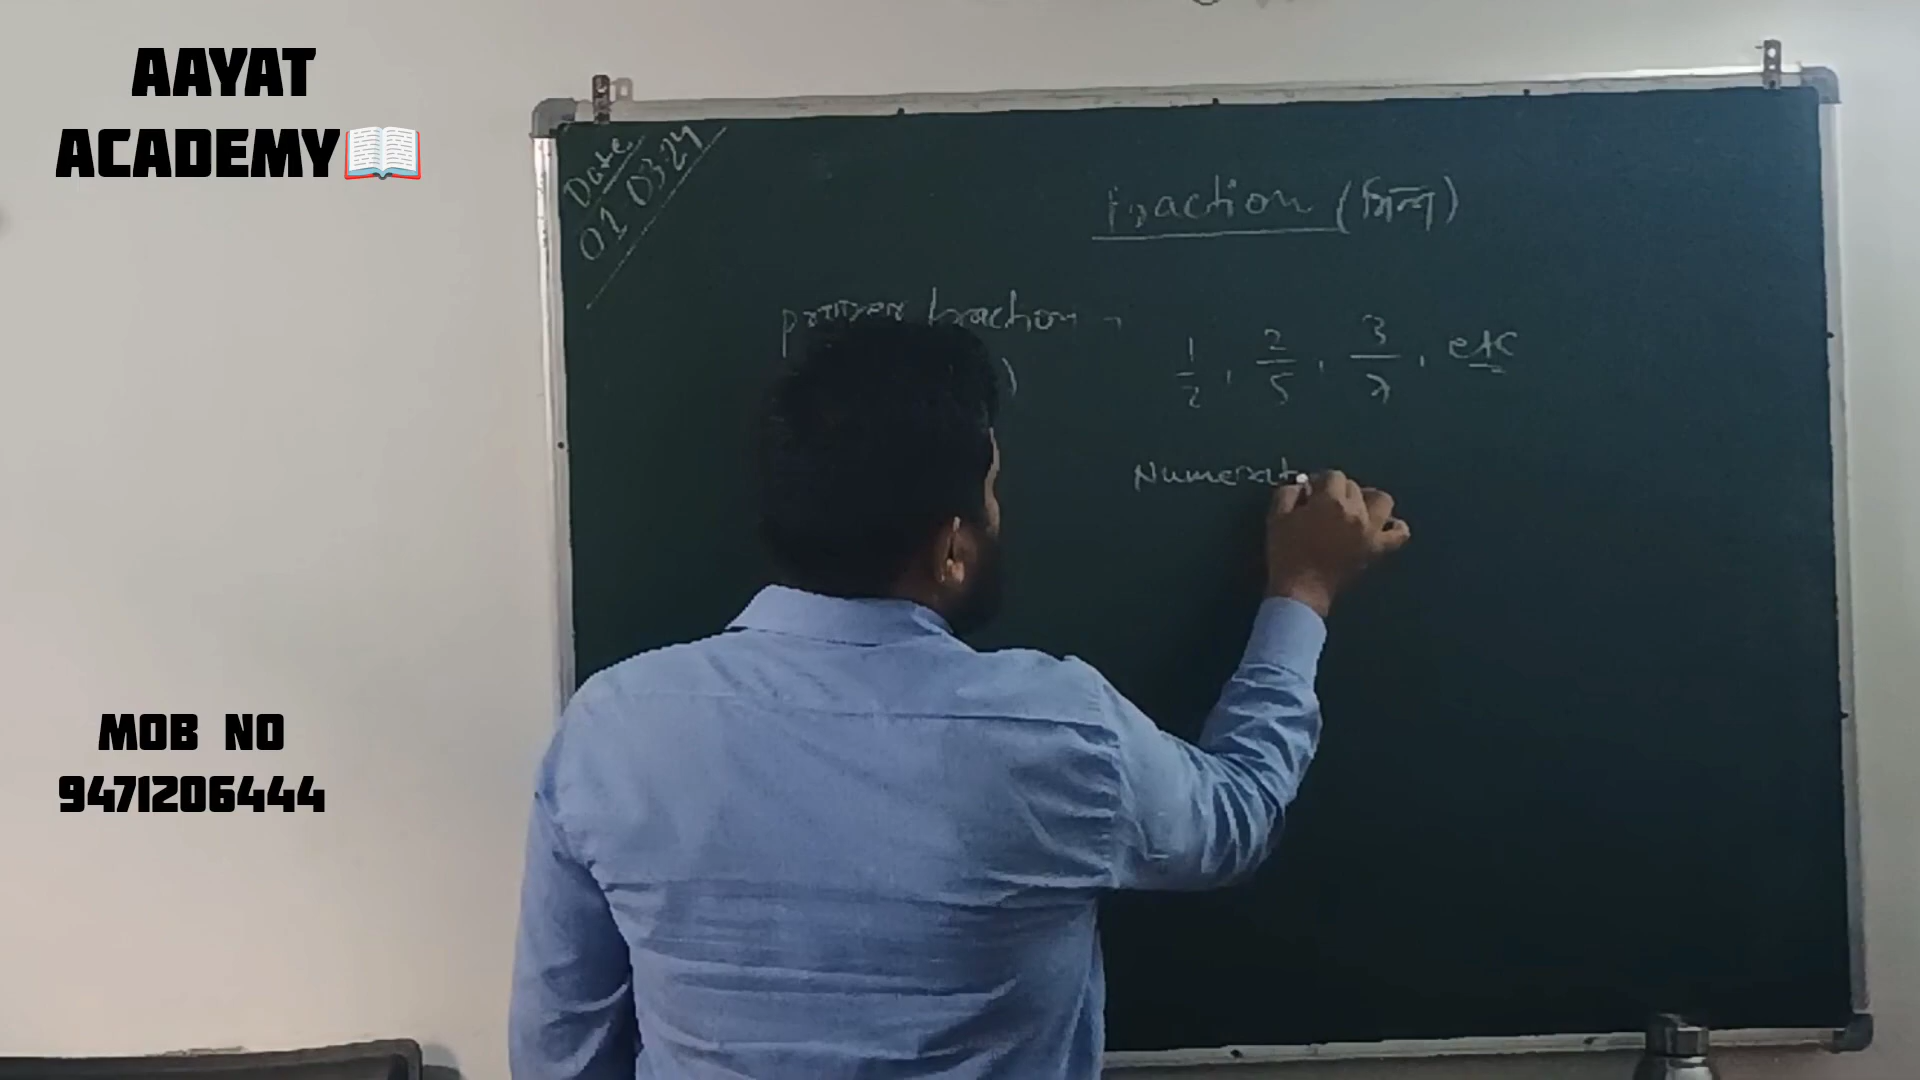 AAYAT
ACADEMY
Date
01 03.24
Fraction (भिन्न)
proper fraction →
)
1/2, 2/5, 3/7, etc
Numerat
MOB NO
9471206444